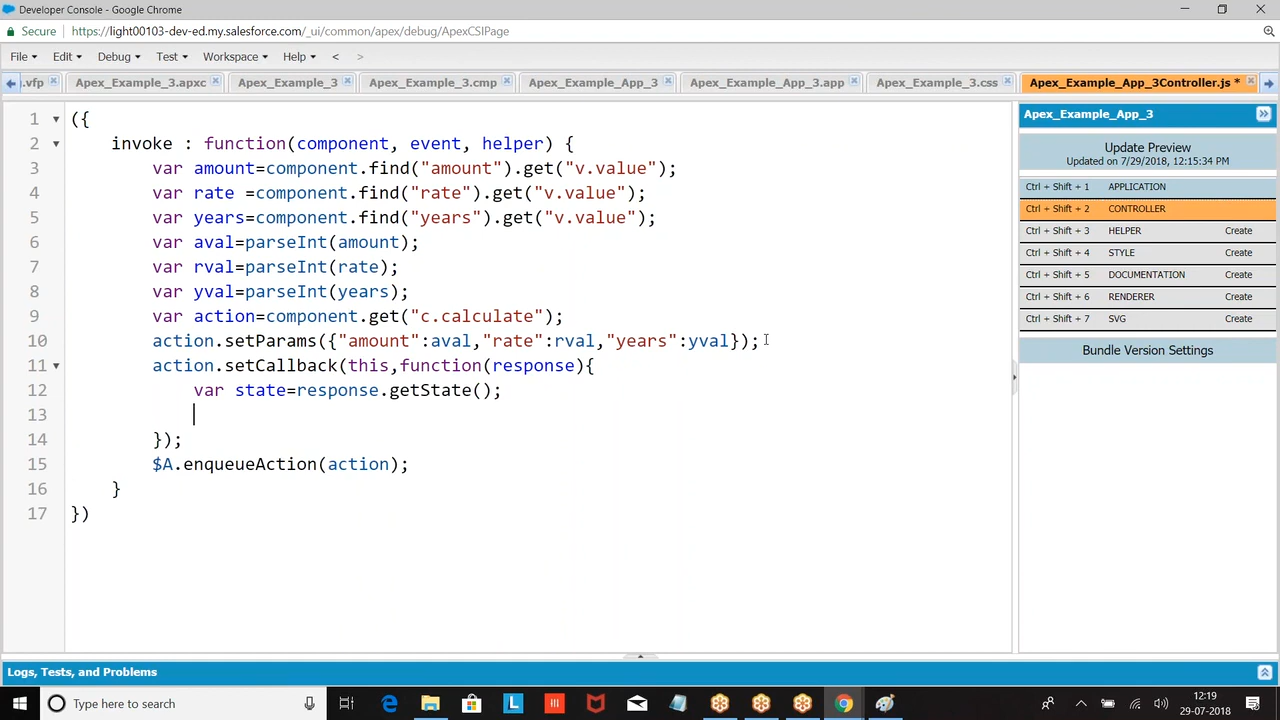 Developer Console - Google Chrome
Secure https://light00103-dev-ed.my.salesforce.com/_ui/common/apex/debug/ApexCSIPage
File Edit Debug Test Workspace Help < >
.vfp Apex_Example_3.apxc Apex_Example_3 Apex_Example_3.cmp Apex_Example_App_3 Apex_Example_App_3.app Apex_Example_3.css Apex_Example_App_3Controller.js *
1 ({
2 invoke : function(component, event, helper) {
3 var amount=component.find("amount").get("v.value");
4 var rate =component.find("rate").get("v.value");
5 var years=component.find("years").get("v.value");
6 var aval=parseInt(amount);
7 var rval=parseInt(rate);
8 var yval=parseInt(years);
9 var action=component.get("c.calculate");
10 action.setParams({"amount":aval,"rate":rval,"years":yval});
11 action.setCallback(this,function(response){
12 var state=response.getState();
13
14 });
15 $A.enqueueAction(action);
16 }
17 })
Apex_Example_App_3
Update Preview
Updated on 7/29/2018, 12:15:34 PM
Ctrl + Shift + 1 APPLICATION
Ctrl + Shift + 2 CONTROLLER
Ctrl + Shift + 3 HELPER Create
Ctrl + Shift + 4 STYLE Create
Ctrl + Shift + 5 DOCUMENTATION Create
Ctrl + Shift + 6 RENDERER Create
Ctrl + Shift + 7 SVG Create
Bundle Version Settings
Logs, Tests, and Problems
Type here to search
12:19
29-07-2018